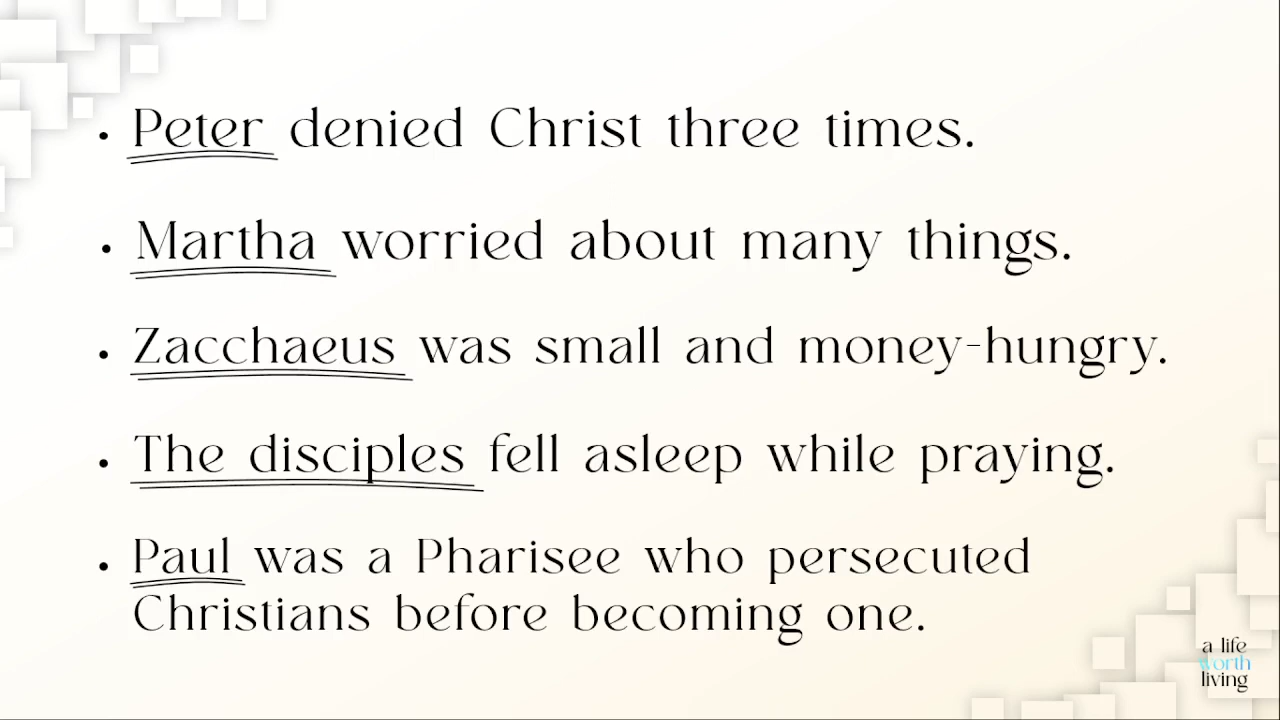 • Peter denied Christ three times.
• Martha worried about many things.
• Zacchaeus was small and money-hungry.
• The disciples fell asleep while praying.
• Paul was a Pharisee who persecuted
Christians before becoming one.
a life
worth
living